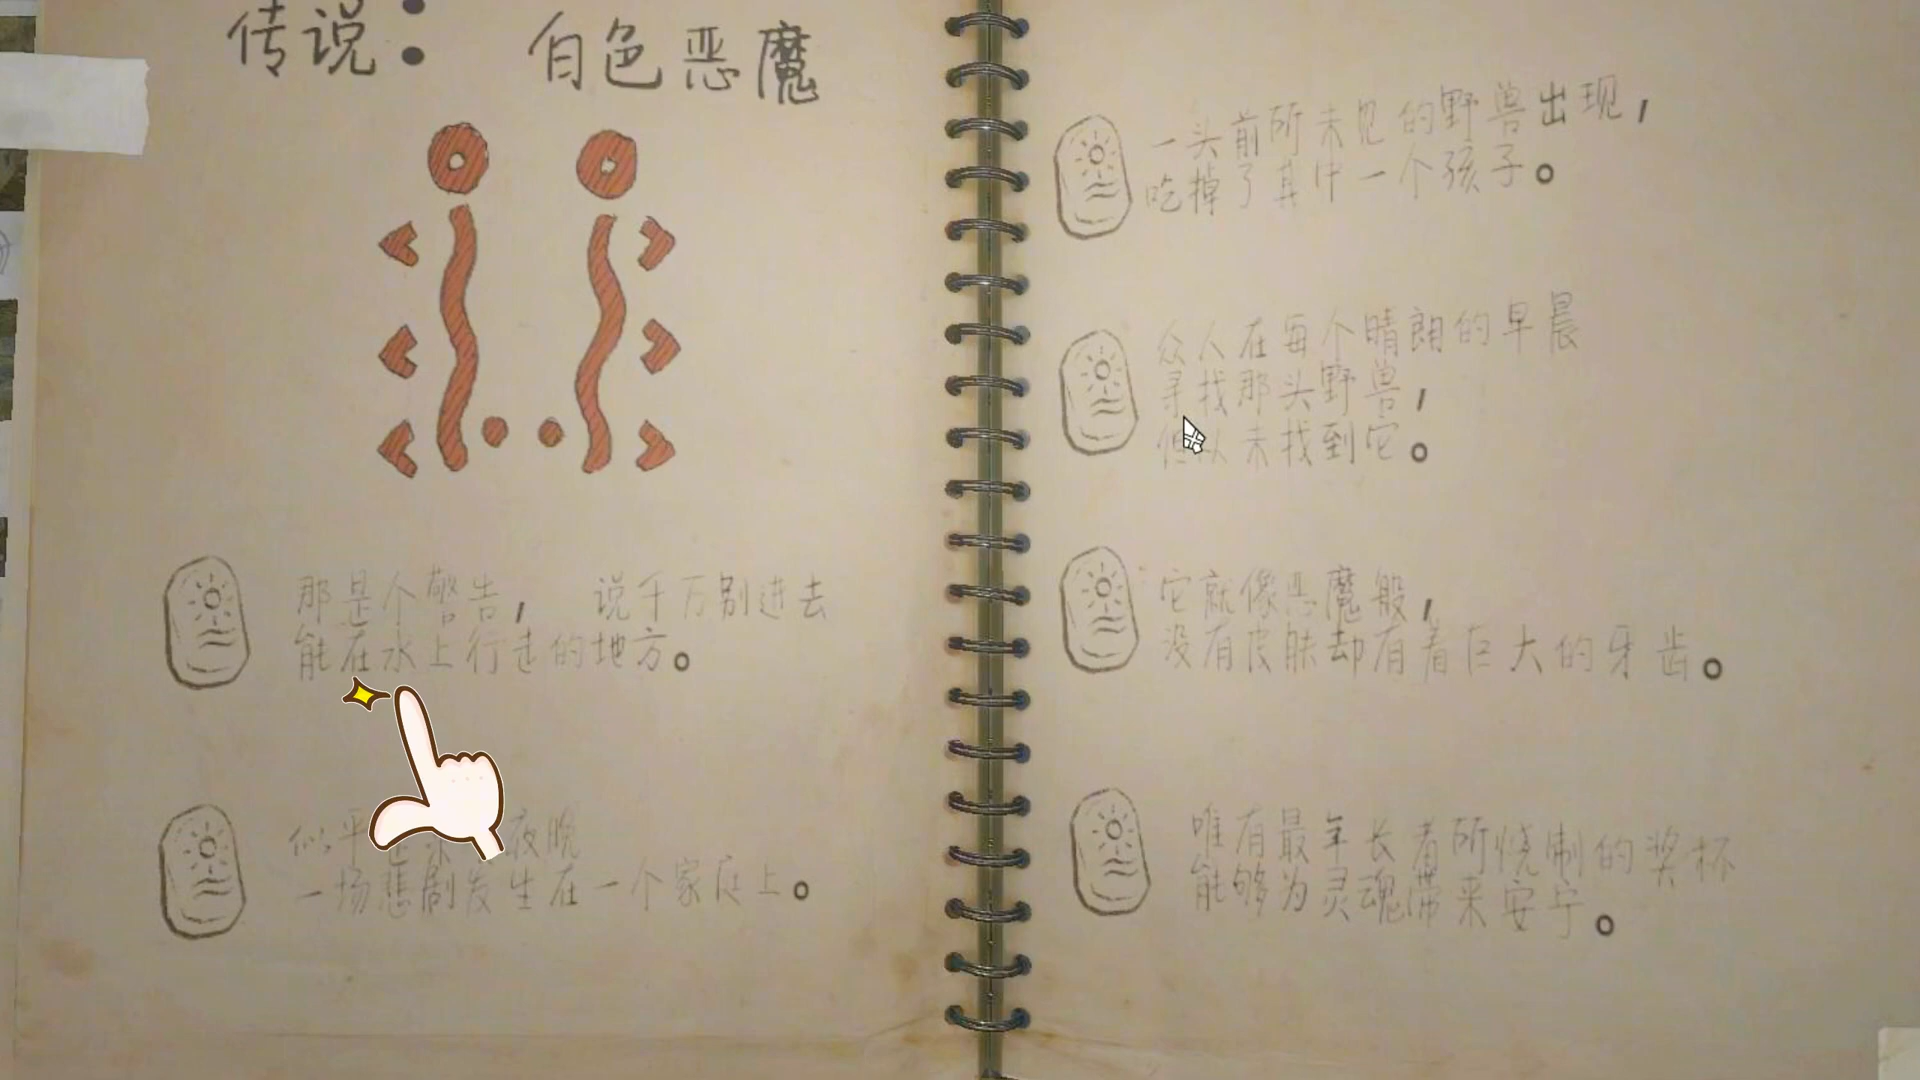 传说： 白色恶魔
那是个警告， 说千万别进去
能在水上行走的地方。
似乎 夜晚
一场悲剧发生在一个家庭上。
一头前所未见的野兽出现，
吃掉了其中一个孩子。
众人在每个晴朗的早晨
寻找那头野兽，
但从未找到它。
它就像恶魔般，
没有皮肤却有着巨大的牙齿。
唯有最年长者所烧制的奖杯
能够为灵魂带来安宁。